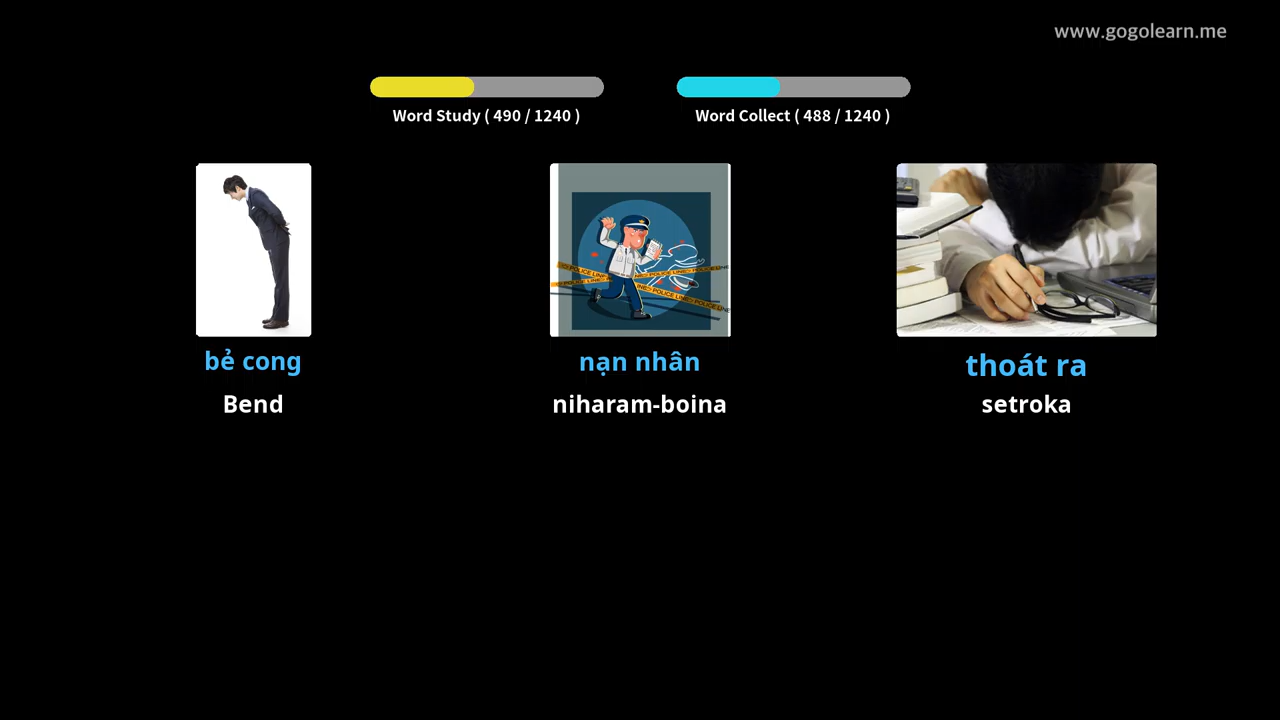 www.gogolearn.me
Word Study ( 490 / 1240 )
Word Collect ( 488 / 1240 )
bẻ cong
nạn nhân
thoát ra
Bend
niharam-boina
setroka